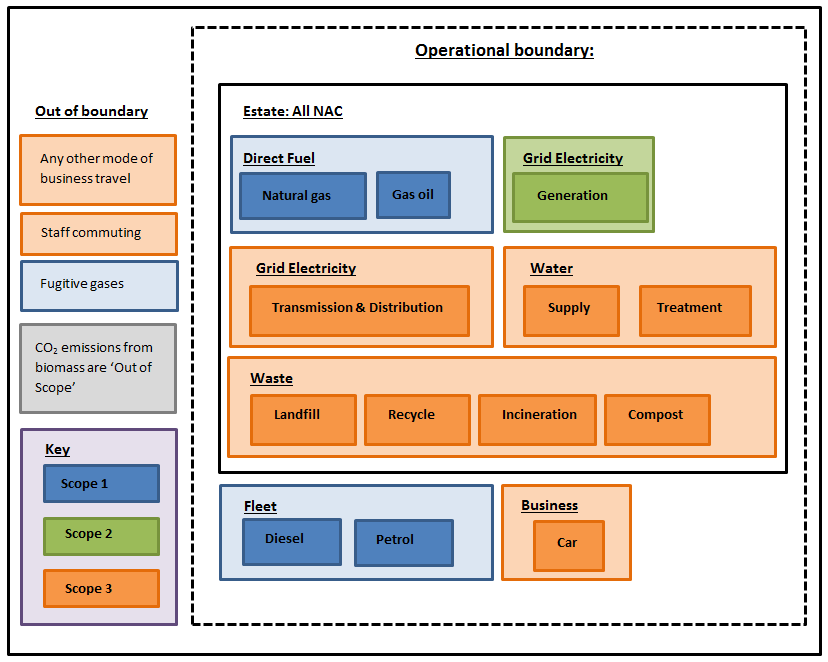 Operational boundary:
Out of boundary
Any other mode of
business travel
Staff commuting
Fugitive gases
CO₂ emissions from
biomass are ‘Out of
Scope’
Key
Scope 1
Scope 2
Scope 3
Estate: All NAC
Direct Fuel
Natural gas
Gas oil
Grid Electricity
Generation
Grid Electricity
Transmission & Distribution
Water
Supply
Treatment
Waste
Landfill
Recycle
Incineration
Compost
Fleet
Diesel
Petrol
Business
Car